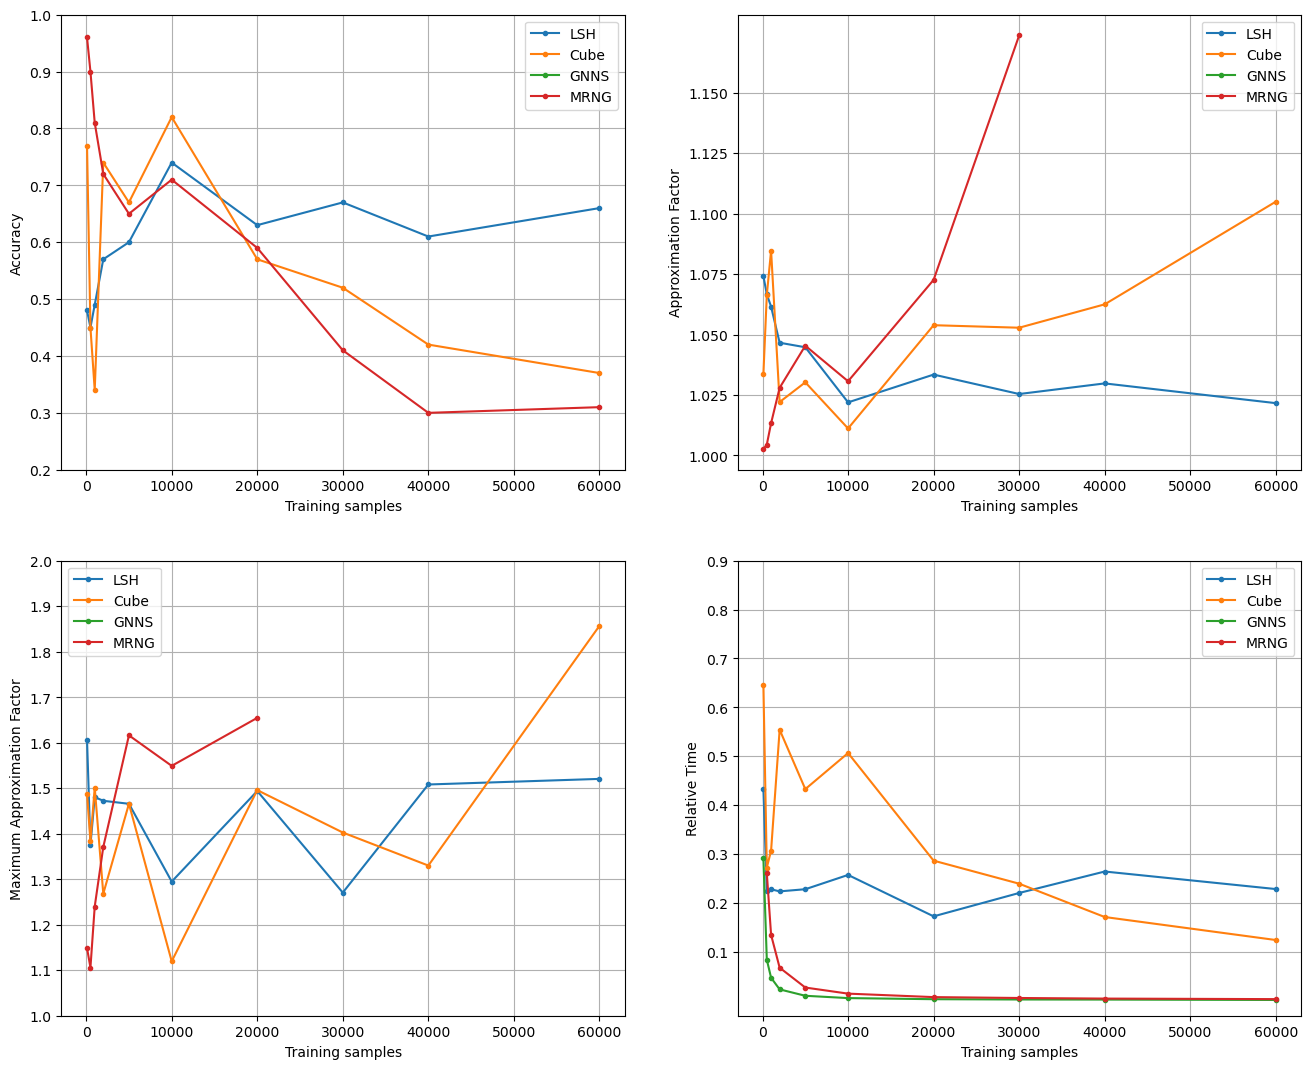 1.0
0.9
0.8
0.7
0.6
0.5
0.4
0.3
0.2
Accuracy
0 10000 20000 30000 40000 50000 60000
Training samples
LSH
Cube
GNNS
MRNG
1.150
1.125
1.100
1.075
1.050
1.025
1.000
Approximation Factor
0 10000 20000 30000 40000 50000 60000
Training samples
LSH
Cube
GNNS
MRNG
2.0
1.9
1.8
1.7
1.6
1.5
1.4
1.3
1.2
1.1
1.0
Maximum Approximation Factor
0 10000 20000 30000 40000 50000 60000
Training samples
LSH
Cube
GNNS
MRNG
0.9
0.8
0.7
0.6
0.5
0.4
0.3
0.2
0.1
Relative Time
0 10000 20000 30000 40000 50000 60000
Training samples
LSH
Cube
GNNS
MRNG